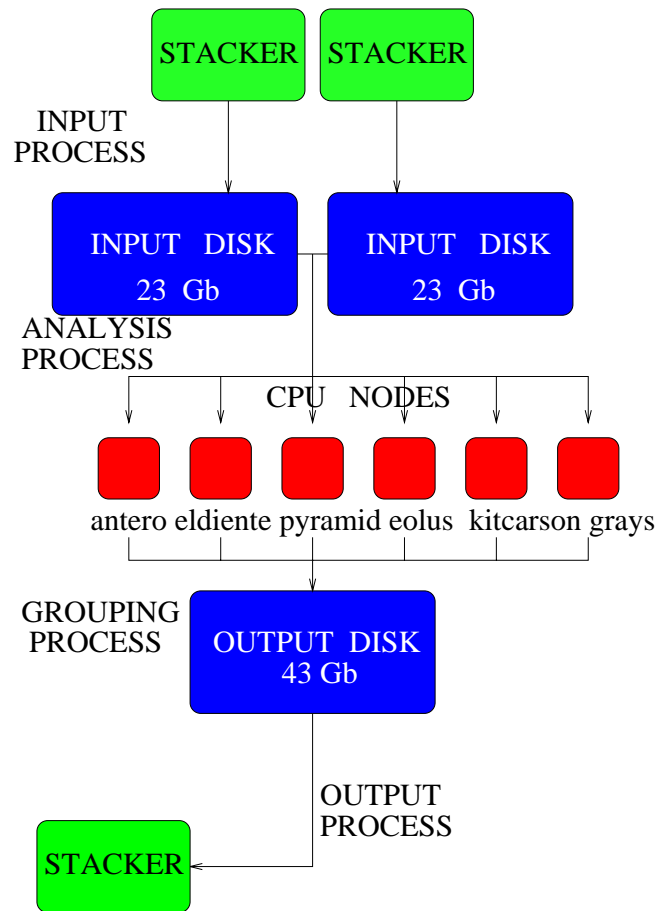 STACKER STACKER
INPUT
PROCESS
INPUT DISK INPUT DISK
23 Gb 23 Gb
ANALYSIS
PROCESS
CPU NODES
antero eldiente pyramid eolus kitcarson grays
GROUPING
PROCESS
OUTPUT DISK
43 Gb
OUTPUT
PROCESS
STACKER